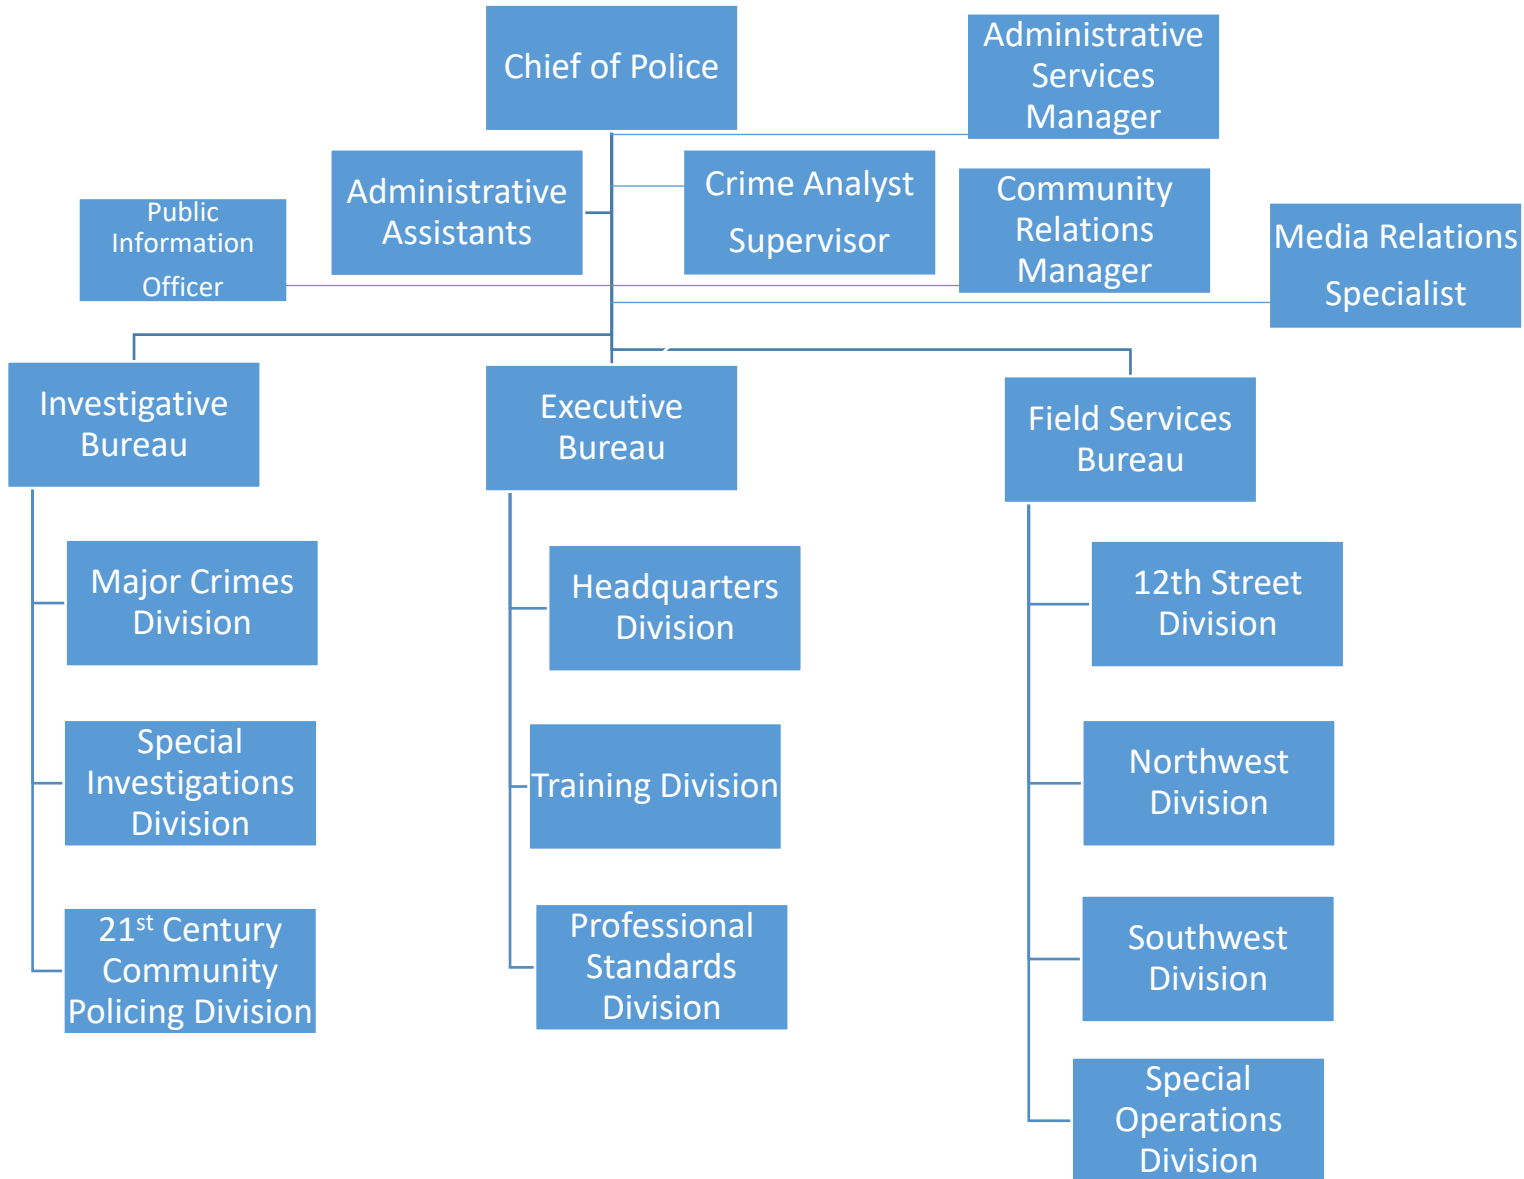 Chief of Police
Administrative
Services
Manager
Administrative
Assistants
Crime Analyst
Supervisor
Community
Relations
Manager
Public
Information
Officer
Media Relations
Specialist
Investigative
Bureau
Executive
Bureau
Field Services
Bureau
Major Crimes
Division
Headquarters
Division
12th Street
Division
Special
Investigations
Division
Training Division
Northwest
Division
21st Century
Community
Policing Division
Professional
Standards
Division
Southwest
Division
Special
Operations
Division